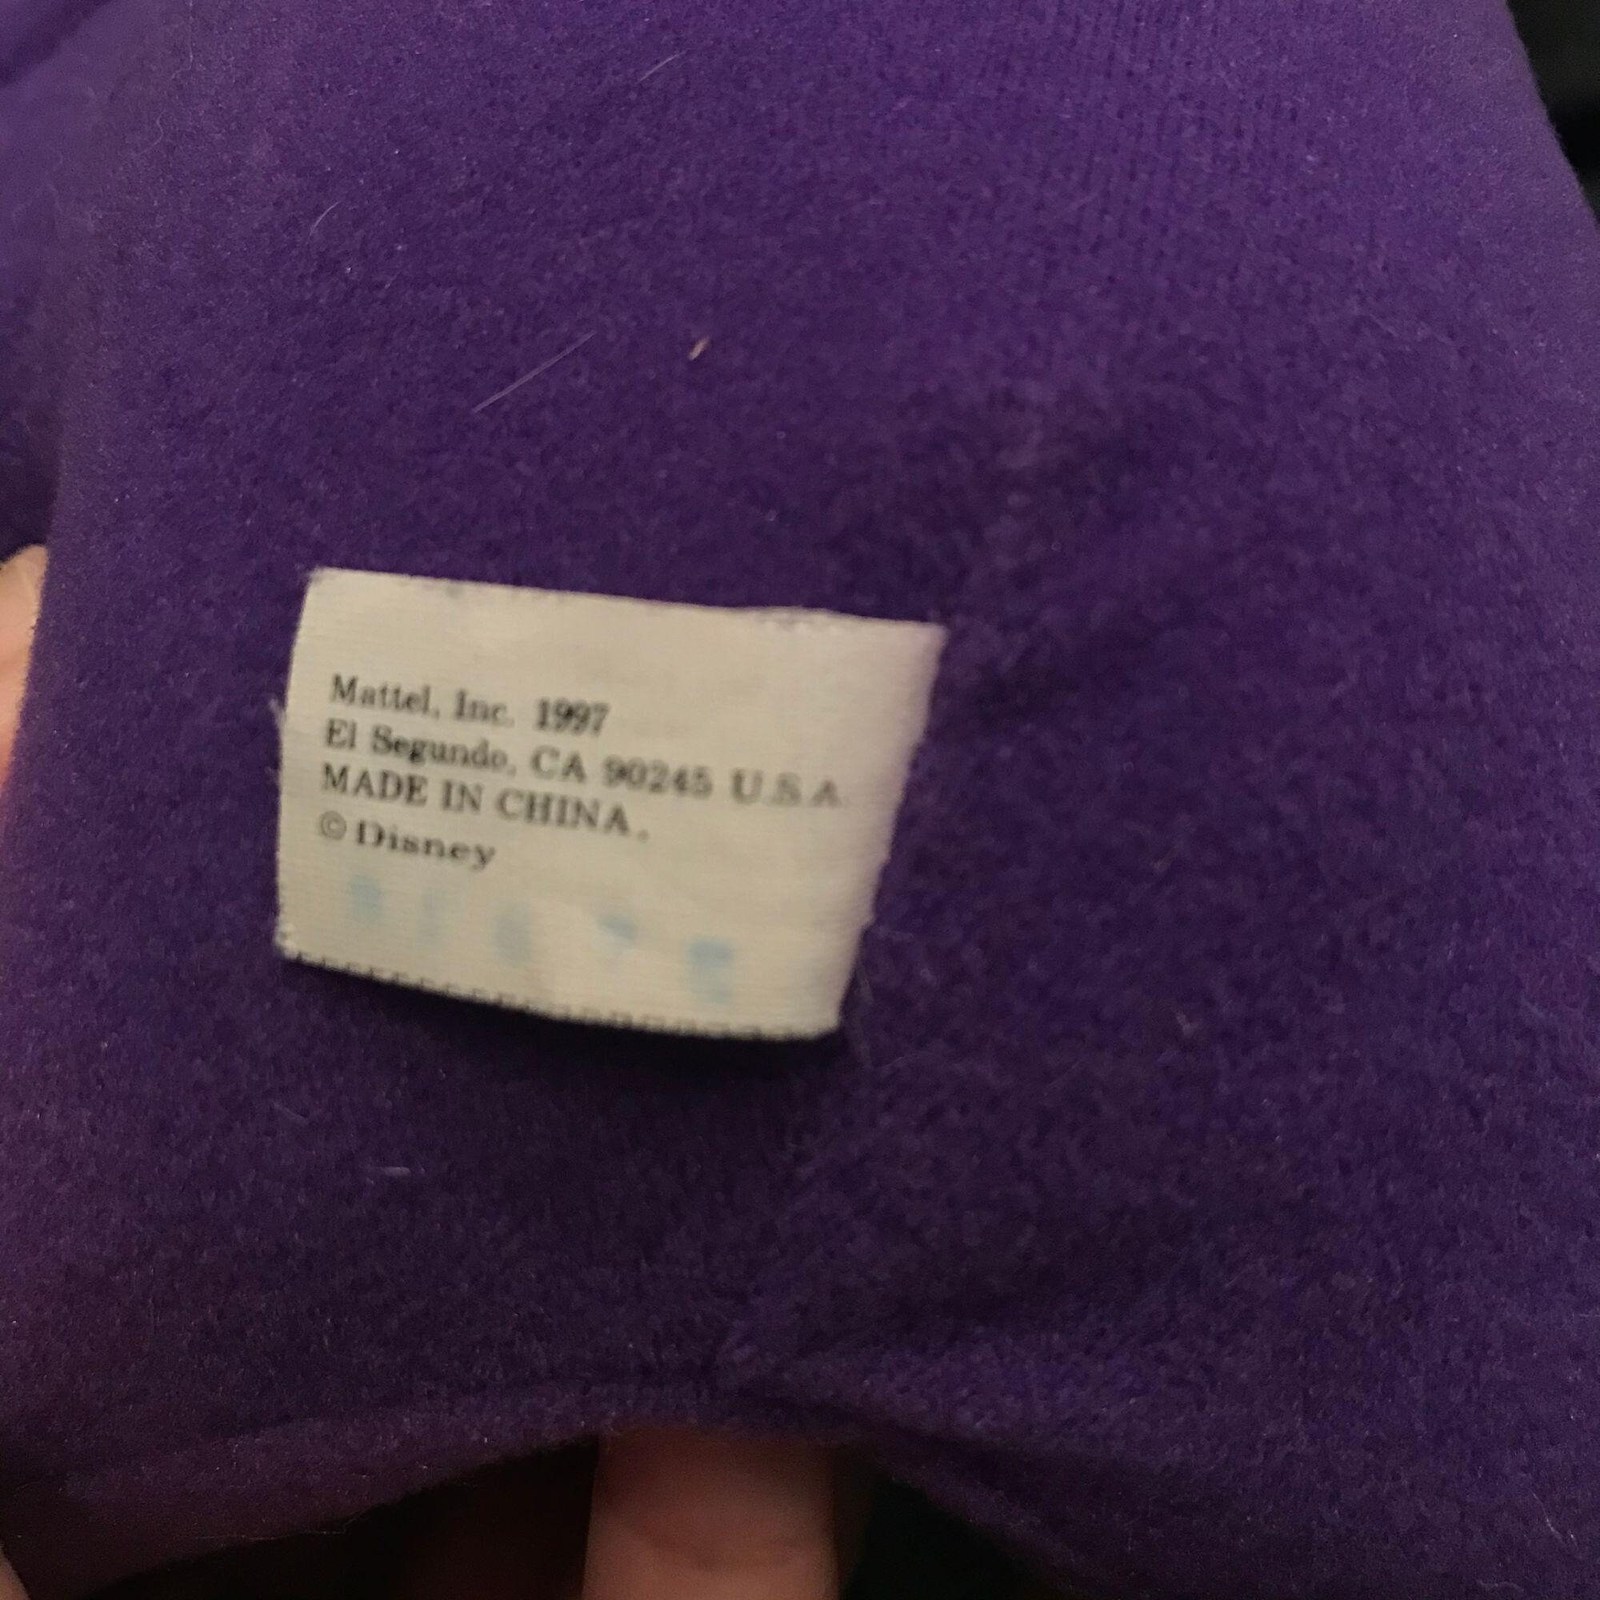 Mattel, Inc. 1997
El Segundo, CA 90245 U.S.A.
MADE IN CHINA.
©Disney